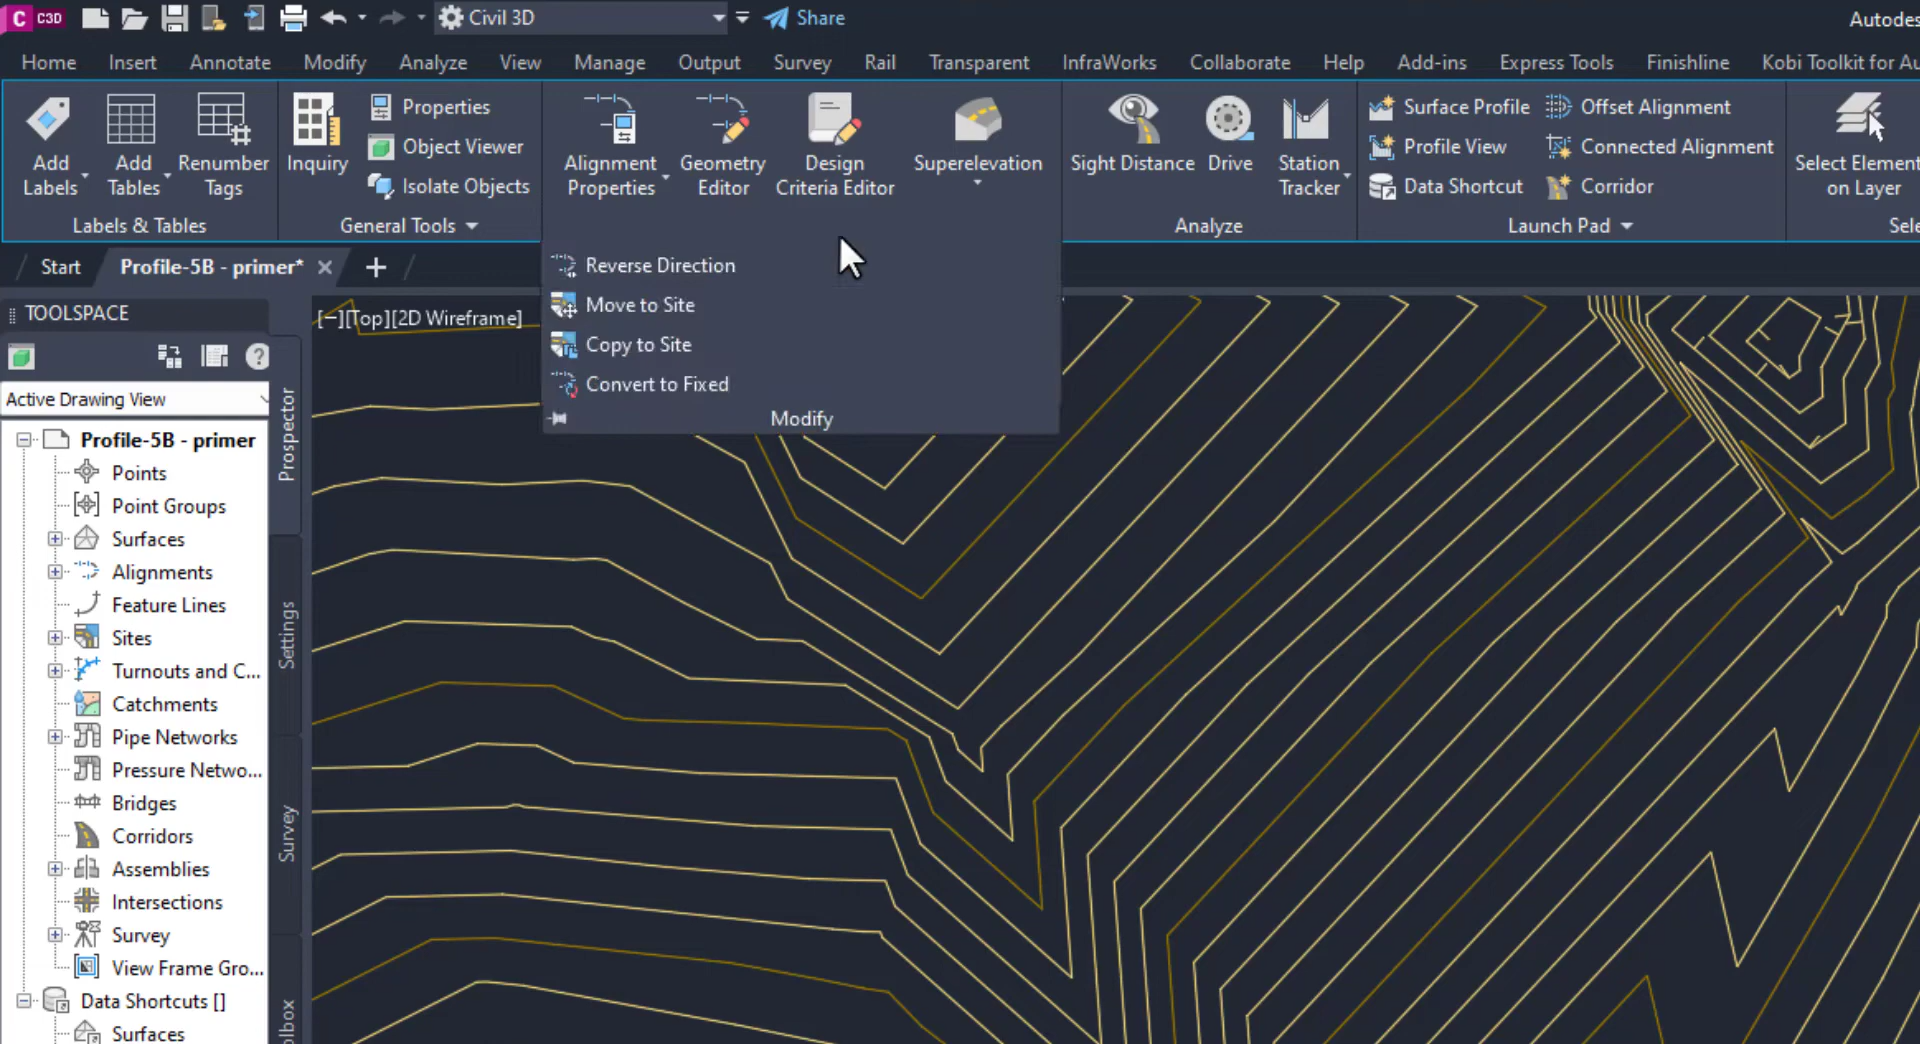 C C3D
Civil 3D
Share
Autodes
Home Insert Annotate Modify Analyze View Manage Output Survey Rail Transparent InfraWorks Collaborate Help Add-ins Express Tools Finishline Kobi Toolkit for Au
Add Labels
Add Tables
Renumber Tags
Labels & Tables
Inquiry
Properties
Object Viewer
Isolate Objects
General Tools
Alignment Properties
Geometry Editor
Design Criteria Editor
Superelevation
Reverse Direction
Move to Site
Copy to Site
Convert to Fixed
Modify
Sight Distance
Drive
Station Tracker
Analyze
Surface Profile
Profile View
Data Shortcut
Offset Alignment
Connected Alignment
Corridor
Launch Pad
Select Element
on Layer
Sele
Start
Profile-5B - primer*
TOOLSPACE
[−][Top][2D Wireframe]
Active Drawing View
Profile-5B - primer
Points
Point Groups
Surfaces
Alignments
Feature Lines
Sites
Turnouts and C...
Catchments
Pipe Networks
Pressure Netwo...
Bridges
Corridors
Assemblies
Intersections
Survey
View Frame Gro...
Data Shortcuts []
Surfaces
Prospector
Settings
Survey
lbox